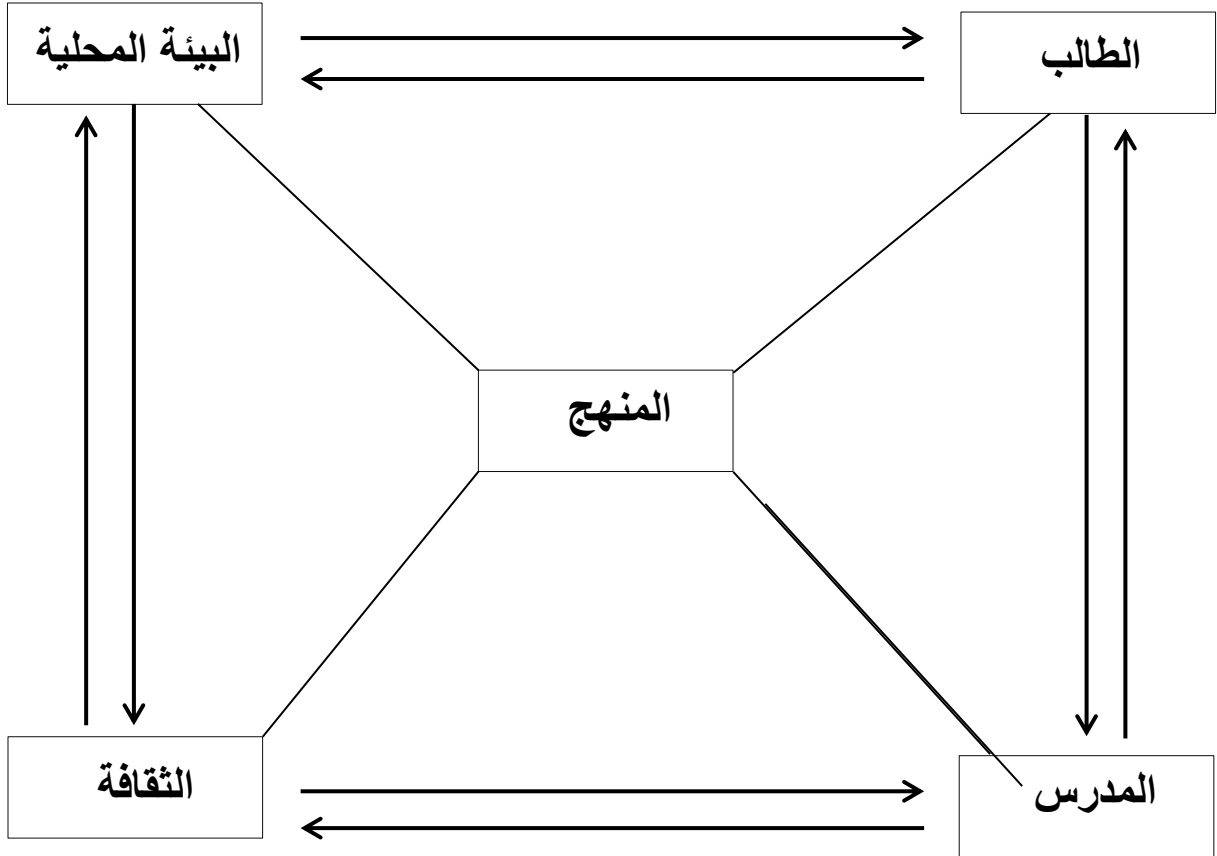 الطالب
البيئة المحلية
المنهج
المدرس
الثقافة